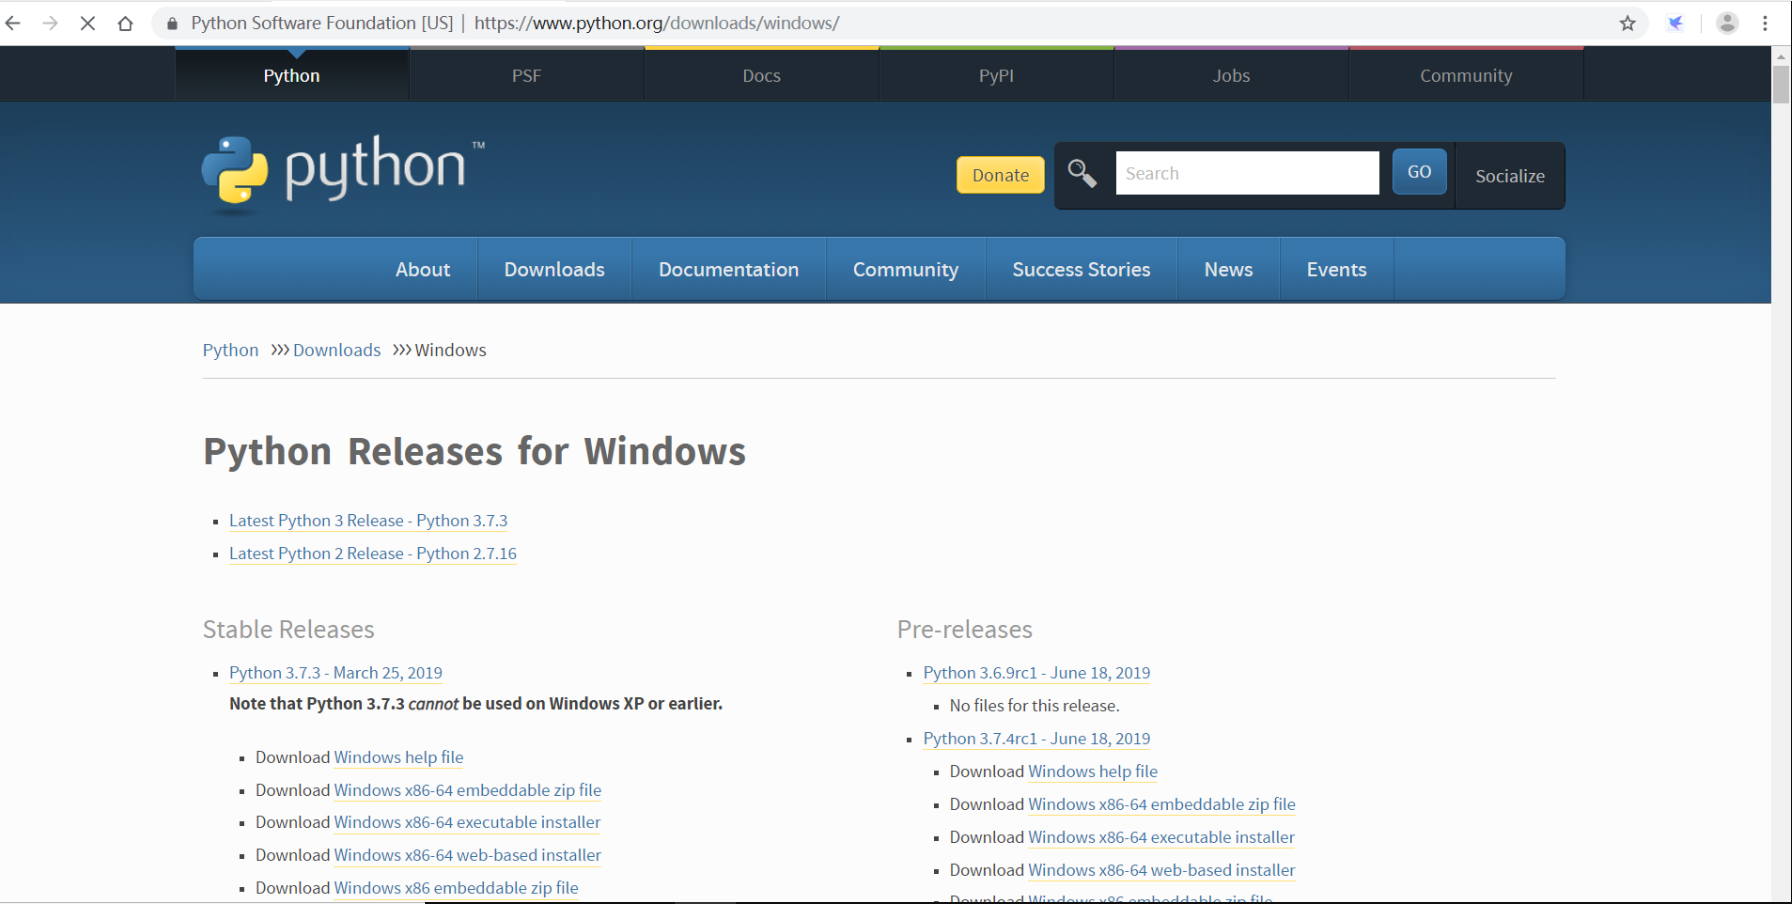 Python Software Foundation [US] | https://www.python.org/downloads/windows/
Python PSF Docs PyPI Jobs Community
python™
Donate Search GO Socialize
About Downloads Documentation Community Success Stories News Events
Python >>> Downloads >>> Windows
Python Releases for Windows
Latest Python 3 Release - Python 3.7.3
Latest Python 2 Release - Python 2.7.16
Stable Releases
Python 3.7.3 - March 25, 2019
Note that Python 3.7.3 cannot be used on Windows XP or earlier.
Download Windows help file
Download Windows x86-64 embeddable zip file
Download Windows x86-64 executable installer
Download Windows x86-64 web-based installer
Download Windows x86 embeddable zip file
Pre-releases
Python 3.6.9rc1 - June 18, 2019
No files for this release.
Python 3.7.4rc1 - June 18, 2019
Download Windows help file
Download Windows x86-64 embeddable zip file
Download Windows x86-64 executable installer
Download Windows x86-64 web-based installer
Download Windows x86 embeddable zip file